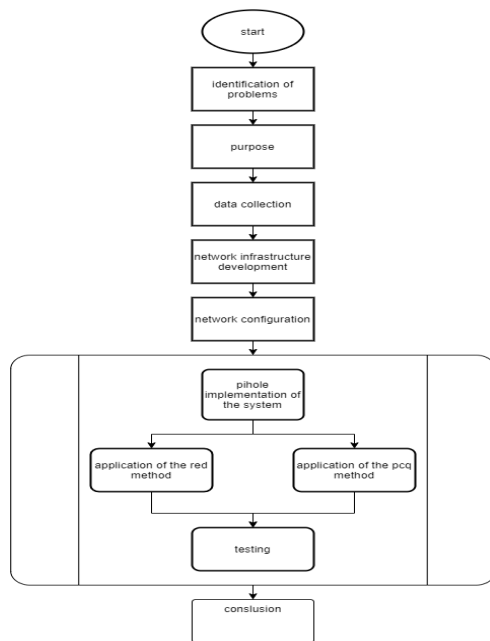 start
identification of
problems
purpose
data collection
network infrastructure
development
network configuration
pihole
implementation of
the system
application of the red
method
application of the pcq
method
testing
conslusion